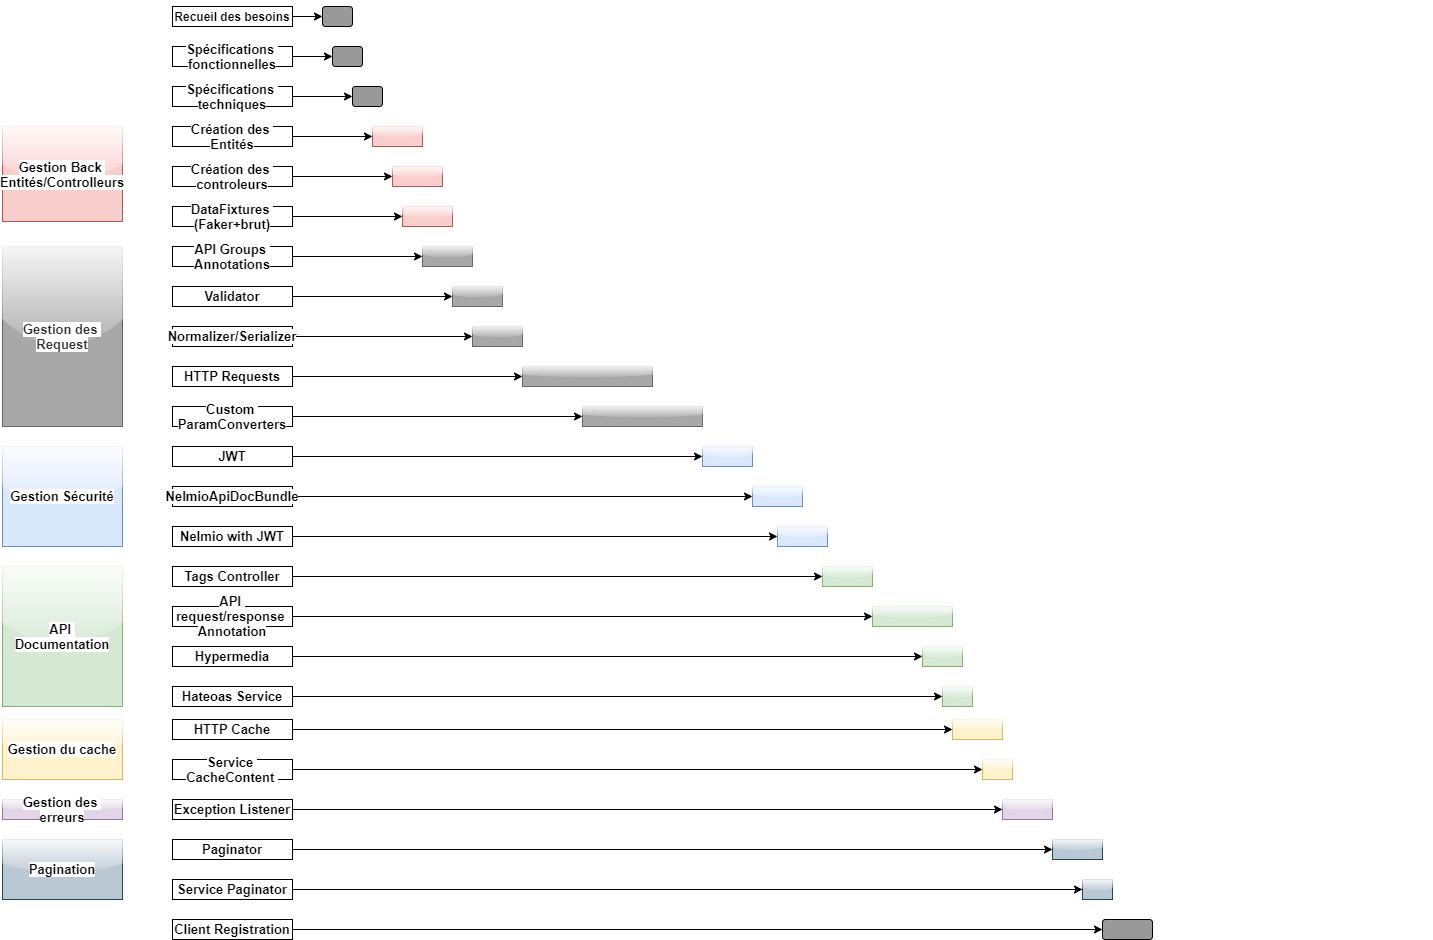 Recueil des besoins
Spécifications
fonctionnelles
Spécifications
techniques
Gestion Back
Entités/Controlleurs
Création des
Entités
Création des
controleurs
DataFixtures
(Faker+brut)
Gestion des
Request
API Groups
Annotations
Validator
Normalizer/Serializer
HTTP Requests
Custom
ParamConverters
Gestion Sécurité
JWT
NelmioApiDocBundle
Nelmio with JWT
API
Documentation
Tags Controller
API
request/response
Annotation
Hypermedia
Hateoas Service
Gestion du cache
HTTP Cache
Service
CacheContent
Gestion des
erreurs
Exception Listener
Pagination
Paginator
Service Paginator
Client Registration